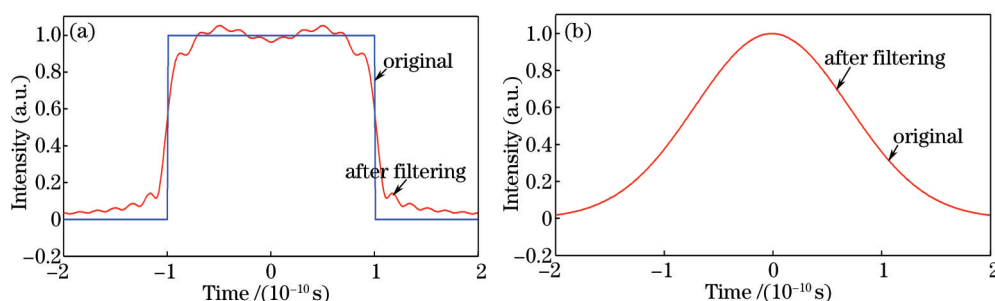 (a)
original
after filtering
1.0
0.8
0.6
0.4
0.2
0
−0.2
Intensity (a.u.)
−2
−1
0
1
2
Time /(10⁻¹⁰ s)
(b)
after filtering
original
1.0
0.8
0.6
0.4
0.2
0
−0.2
Intensity (a.u.)
−2
−1
0
1
2
Time /(10⁻¹⁰ s)